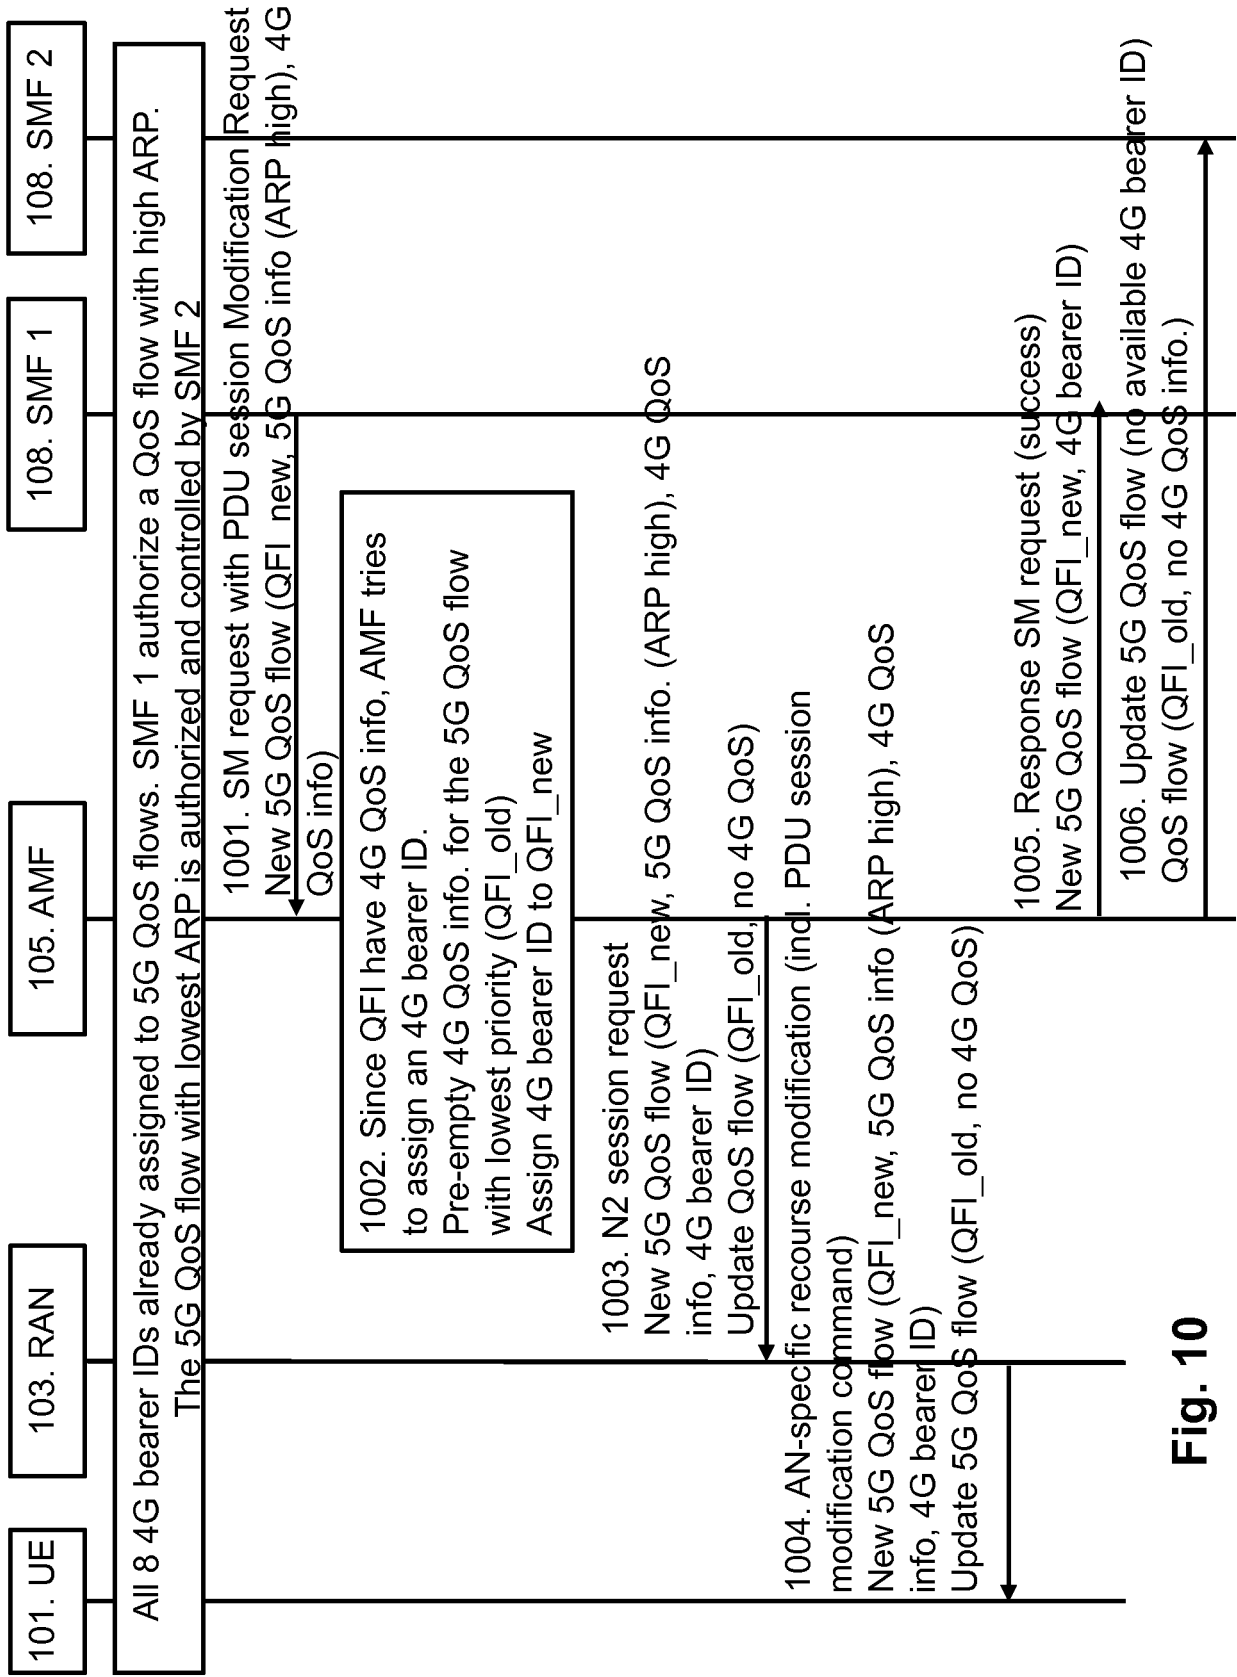 101. UE
103. RAN
105. AMF
108. SMF 1
108. SMF 2
All 8 4G bearer IDs already assigned to 5G QoS flows. SMF 1 authorize a QoS flow with high ARP.
The 5G QoS flow with lowest ARP is authorized and controlled by SMF 2
1001. SM request with PDU session Modification Request
New 5G QoS flow (QFI_new, 5G QoS info (ARP high), 4G
QoS info)
1002. Since QFI have 4G QoS info, AMF tries
to assign an 4G bearer ID.
Pre-empty 4G QoS info. for the 5G QoS flow
with lowest priority (QFI_old)
Assign 4G bearer ID to QFI_new
1003. N2 session request
New 5G QoS flow (QFI_new, 5G QoS info. (ARP high), 4G QoS
info, 4G bearer ID)
Update QoS flow (QFI_old, no 4G QoS)
1004. AN-specific recourse modification (incl. PDU session
modification command)
New 5G QoS flow (QFI_new, 5G QoS info (ARP high), 4G QoS
info, 4G bearer ID)
Update 5G QoS flow (QFI_old, no 4G QoS)
1005. Response SM request (success)
New 5G QoS flow (QFI_new, 4G bearer ID)
1006. Update 5G QoS flow (no available 4G bearer ID)
QoS flow (QFI_old, no 4G QoS info.)
Fig. 10